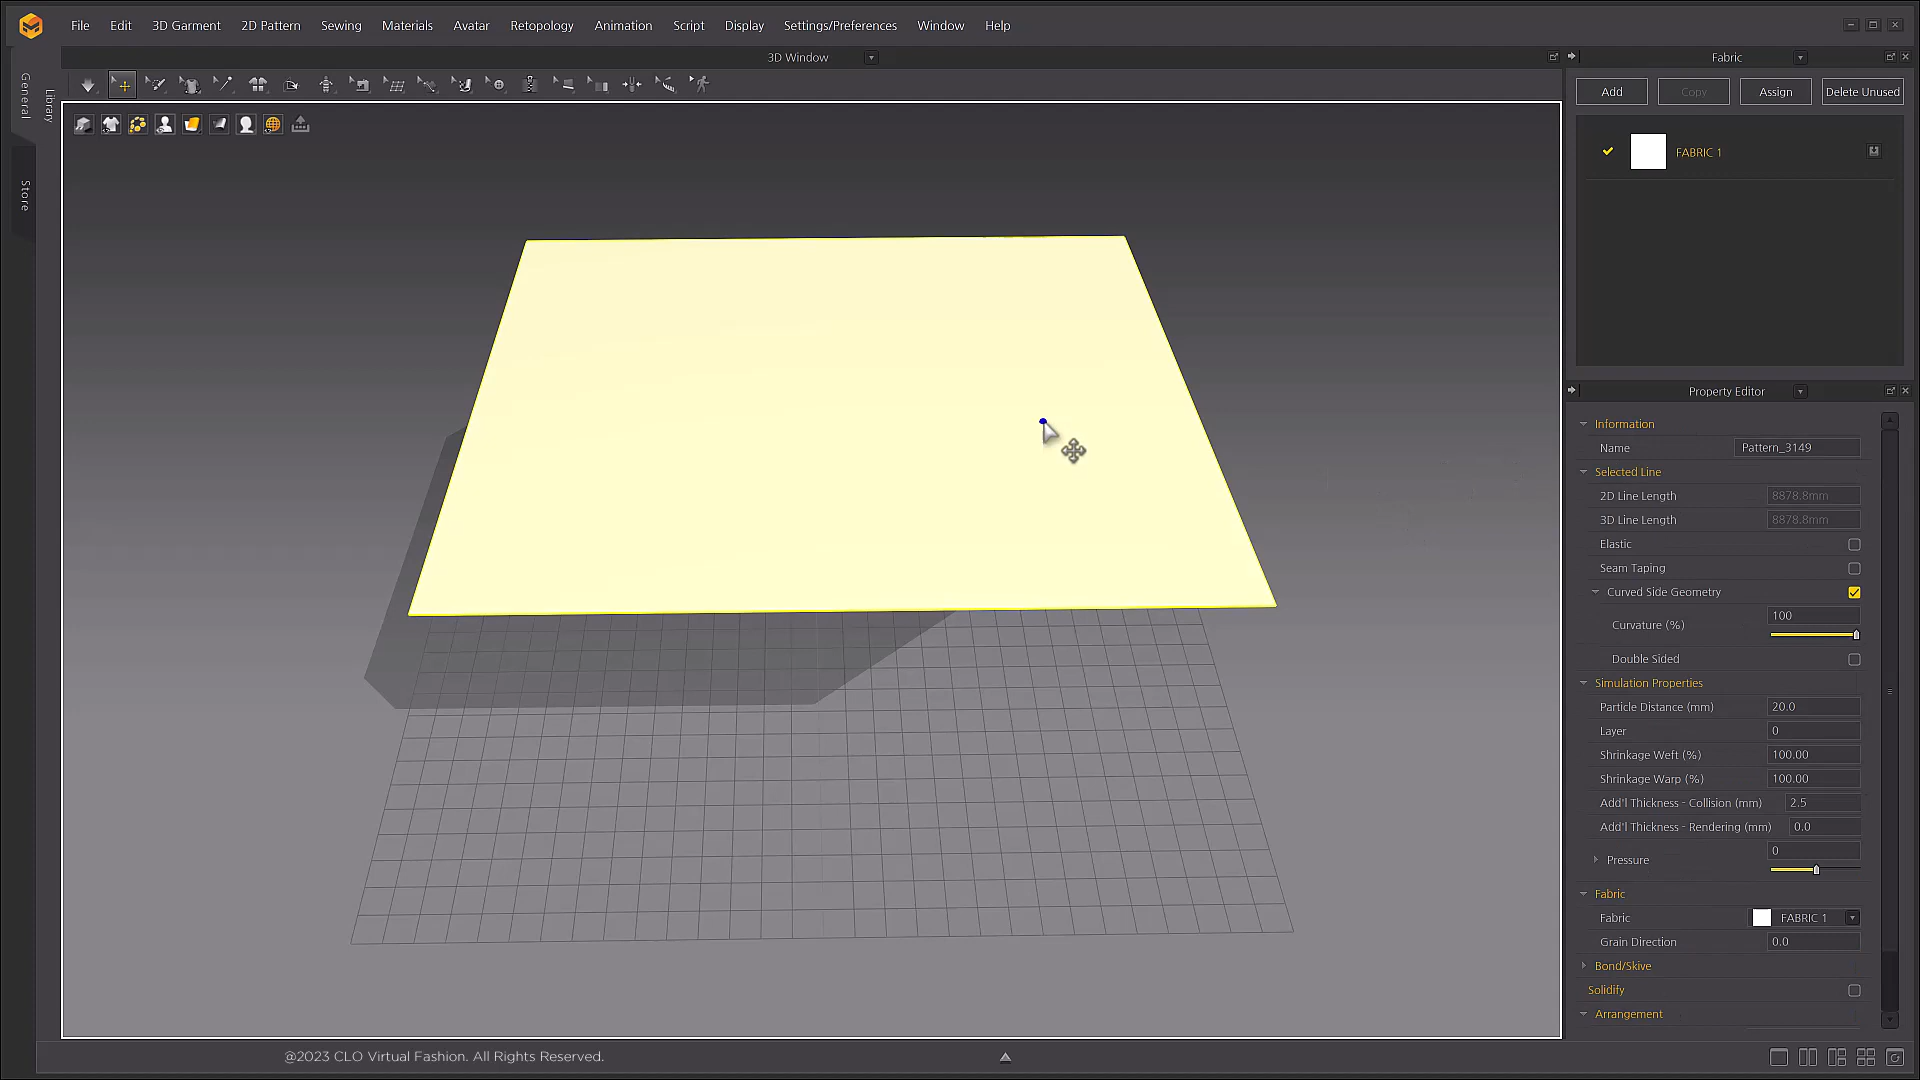 File Edit 3D Garment 2D Pattern Sewing Materials Avatar Retopology Animation Script Display Settings/Preferences Window Help
3D Window
Fabric
General
Library
Store
Add Copy Assign Delete Unused
FABRIC 1
Property Editor
Information
Name Pattern_3149
Selected Line
2D Line Length 8878.8mm
3D Line Length 8878.8mm
Elastic
Seam Taping
Curved Side Geometry
Curvature (%) 100
Double Sided
Simulation Properties
Particle Distance (mm) 20.0
Layer 0
Shrinkage Weft (%) 100.00
Shrinkage Warp (%) 100.00
Add'l Thickness - Collision (mm) 2.5
Add'l Thickness - Rendering (mm) 0.0
Pressure 0
Fabric
Fabric FABRIC 1
Grain Direction 0.0
Bond/Skive
Solidify
Arrangement
@2023 CLO Virtual Fashion. All Rights Reserved.